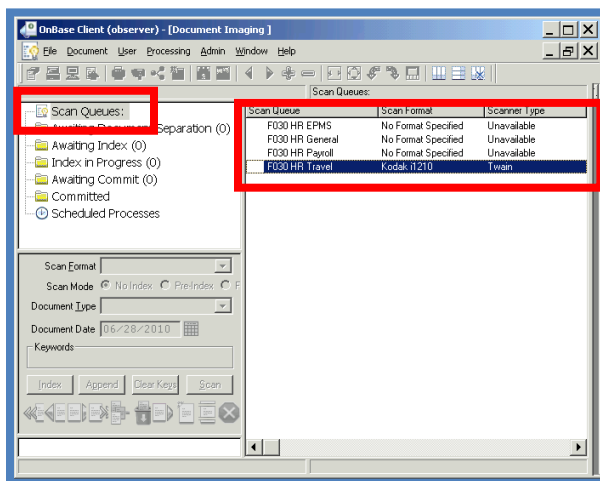 OnBase Client (observer) - [Document Imaging ]
File Document User Processing Admin Window Help
Scan Queues:
Scan Queues:
Awaiting Document Separation (0)
Awaiting Index (0)
Index in Progress (0)
Awaiting Commit (0)
Committed
Scheduled Processes
Scan Queue Scan Format Scanner Type
F030 HR EPMS No Format Specified Unavailable
F030 HR General No Format Specified Unavailable
F030 HR Payroll No Format Specified Unavailable
F030 HR Travel Kodak i1210 Twain
Scan Format
Scan Mode No Index Pre-Index F
Document Type
Document Date 06/28/2010
Keywords
Index Append Clear Keys Scan